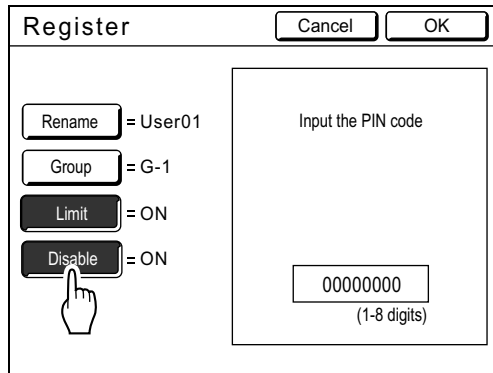 Register Cancel OK
Rename = User01
Group = G-1
Limit = ON
Disable = ON
Input the PIN code
00000000
(1-8 digits)